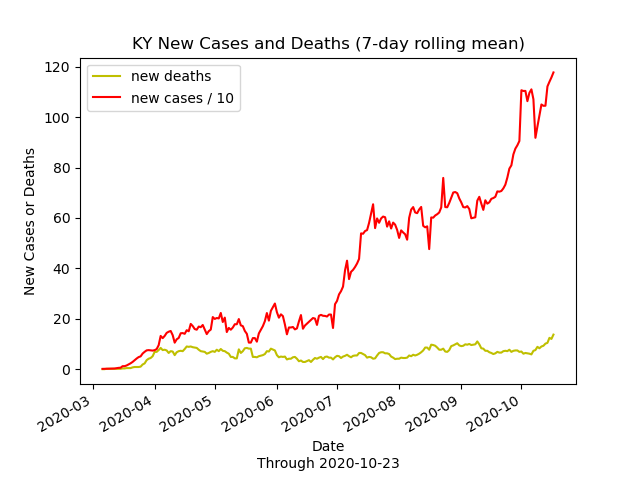 KY New Cases and Deaths (7-day rolling mean)
new deaths
new cases / 10
New Cases or Deaths
120
100
80
60
40
20
0
2020-03
2020-04
2020-05
2020-06
2020-07
2020-08
2020-09
2020-10
Date
Through 2020-10-23